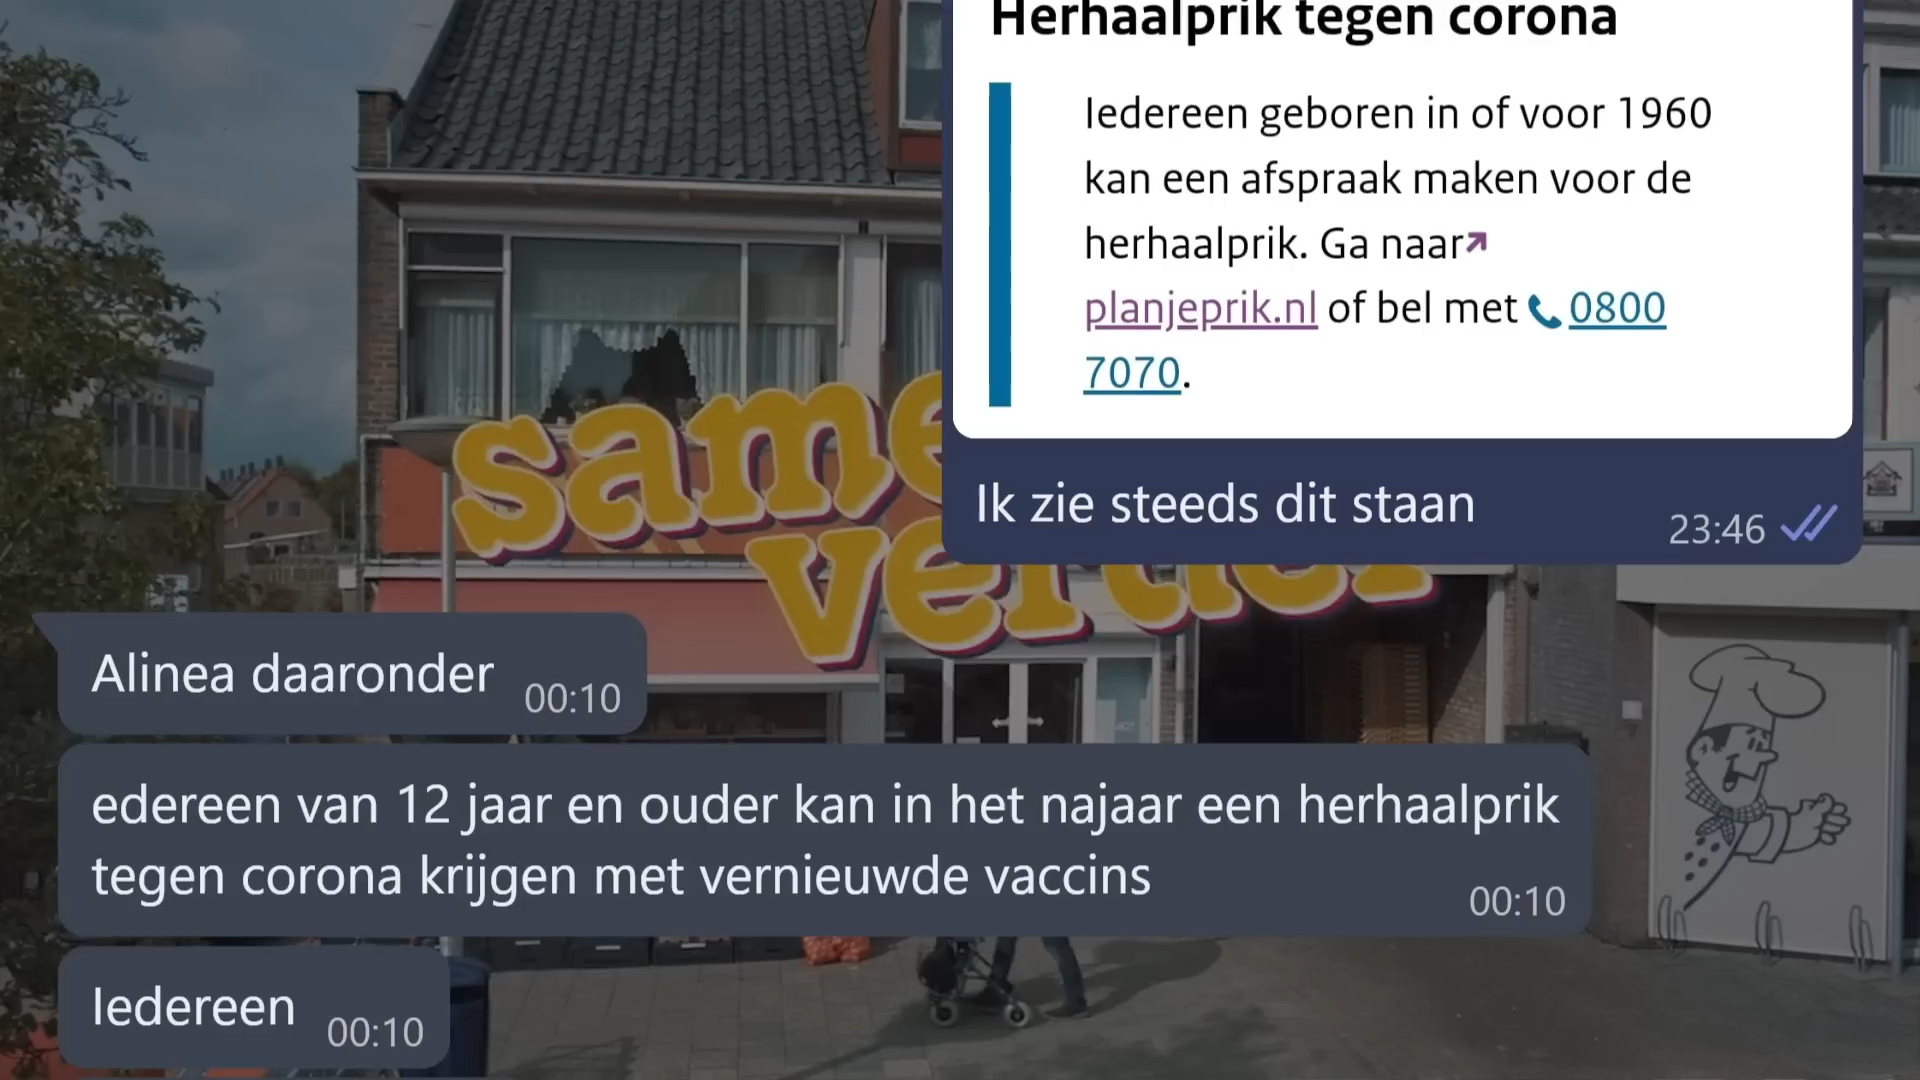 Herhaalprik tegen corona
Iedereen geboren in of voor 1960
kan een afspraak maken voor de
herhaalprik. Ga naar
planjeprik.nl of bel met 0800
7070.
Ik zie steeds dit staan
23:46
same
verder
Alinea daaronder
00:10
edereen van 12 jaar en ouder kan in het najaar een herhaalprik
tegen corona krijgen met vernieuwde vaccins
00:10
Iedereen
00:10